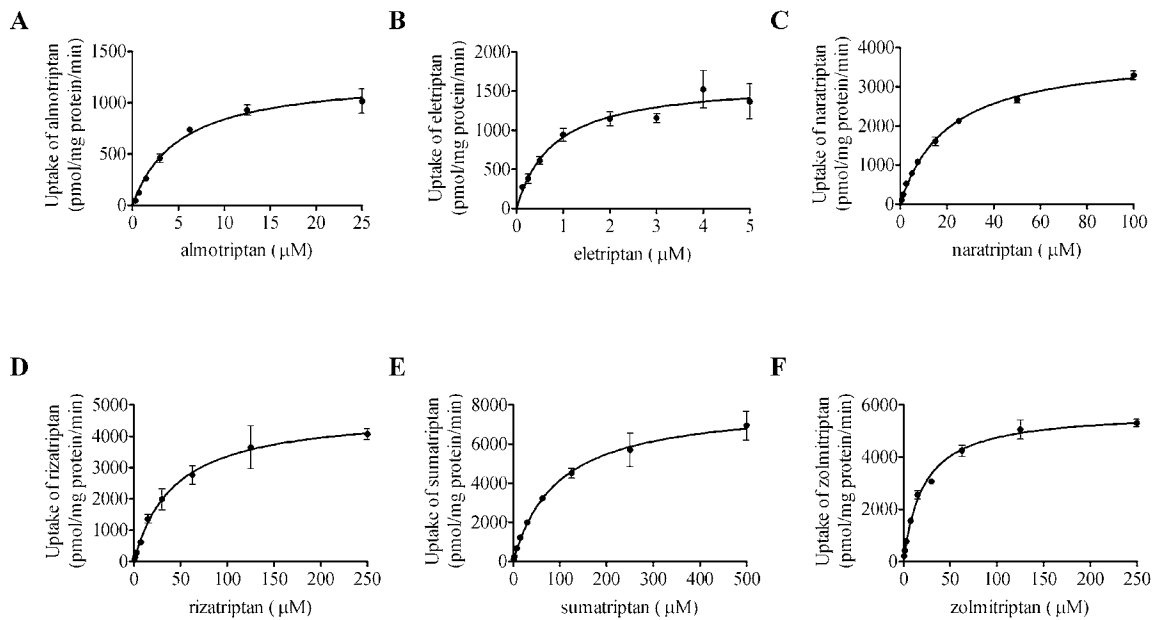 A
Uptake of almotriptan
(pmol/mg protein/min)
1500
1000
500
0
0 5 10 15 20 25
almotriptan ( μM)
B
Uptake of eletriptan
(pmol/mg protein/min)
2000
1500
1000
500
0
0 1 2 3 4 5
eletriptan ( μM)
C
Uptake of naratriptan
(pmol/mg protein/min)
4000
3000
2000
1000
0
0 20 40 60 80 100
naratriptan ( μM)
D
Uptake of rizatriptan
(pmol/mg protein/min)
5000
4000
3000
2000
1000
0
0 50 100 150 200 250
rizatriptan ( μM)
E
Uptake of sumatriptan
(pmol/mg protein/min)
8000
6000
4000
2000
0
0 100 200 300 400 500
sumatriptan ( μM)
F
Uptake of zolmitriptan
(pmol/mg protein/min)
6000
4000
2000
0
0 50 100 150 200 250
zolmitriptan ( μM)